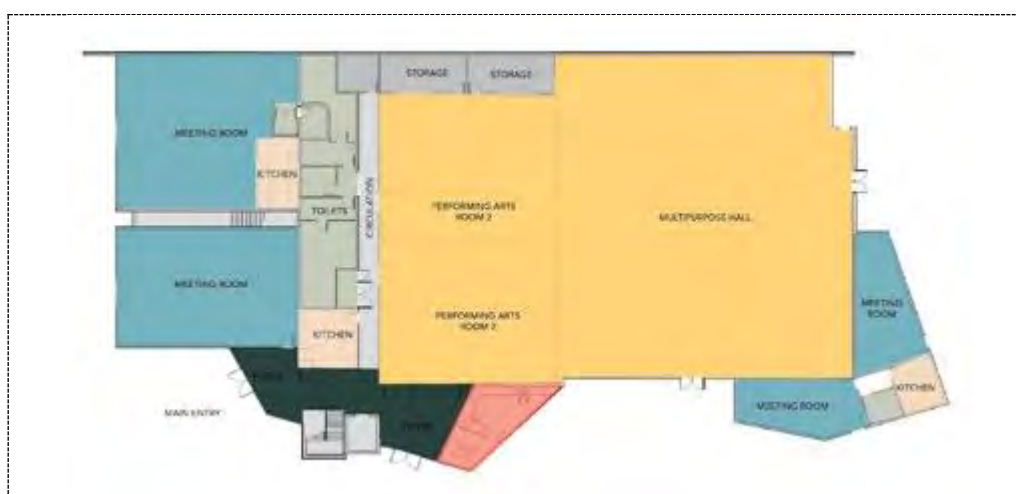 STORAGE
STORAGE
MEETING ROOM
KITCHEN
TOILETS
CIRCULATION
PERFORMING ARTS
ROOM 2
MULTIPURPOSE HALL
MEETING ROOM
MEETING
ROOM
PERFORMING ARTS
ROOM 2
KITCHEN
KITCHEN
MAIN ENTRY
MEETING ROOM